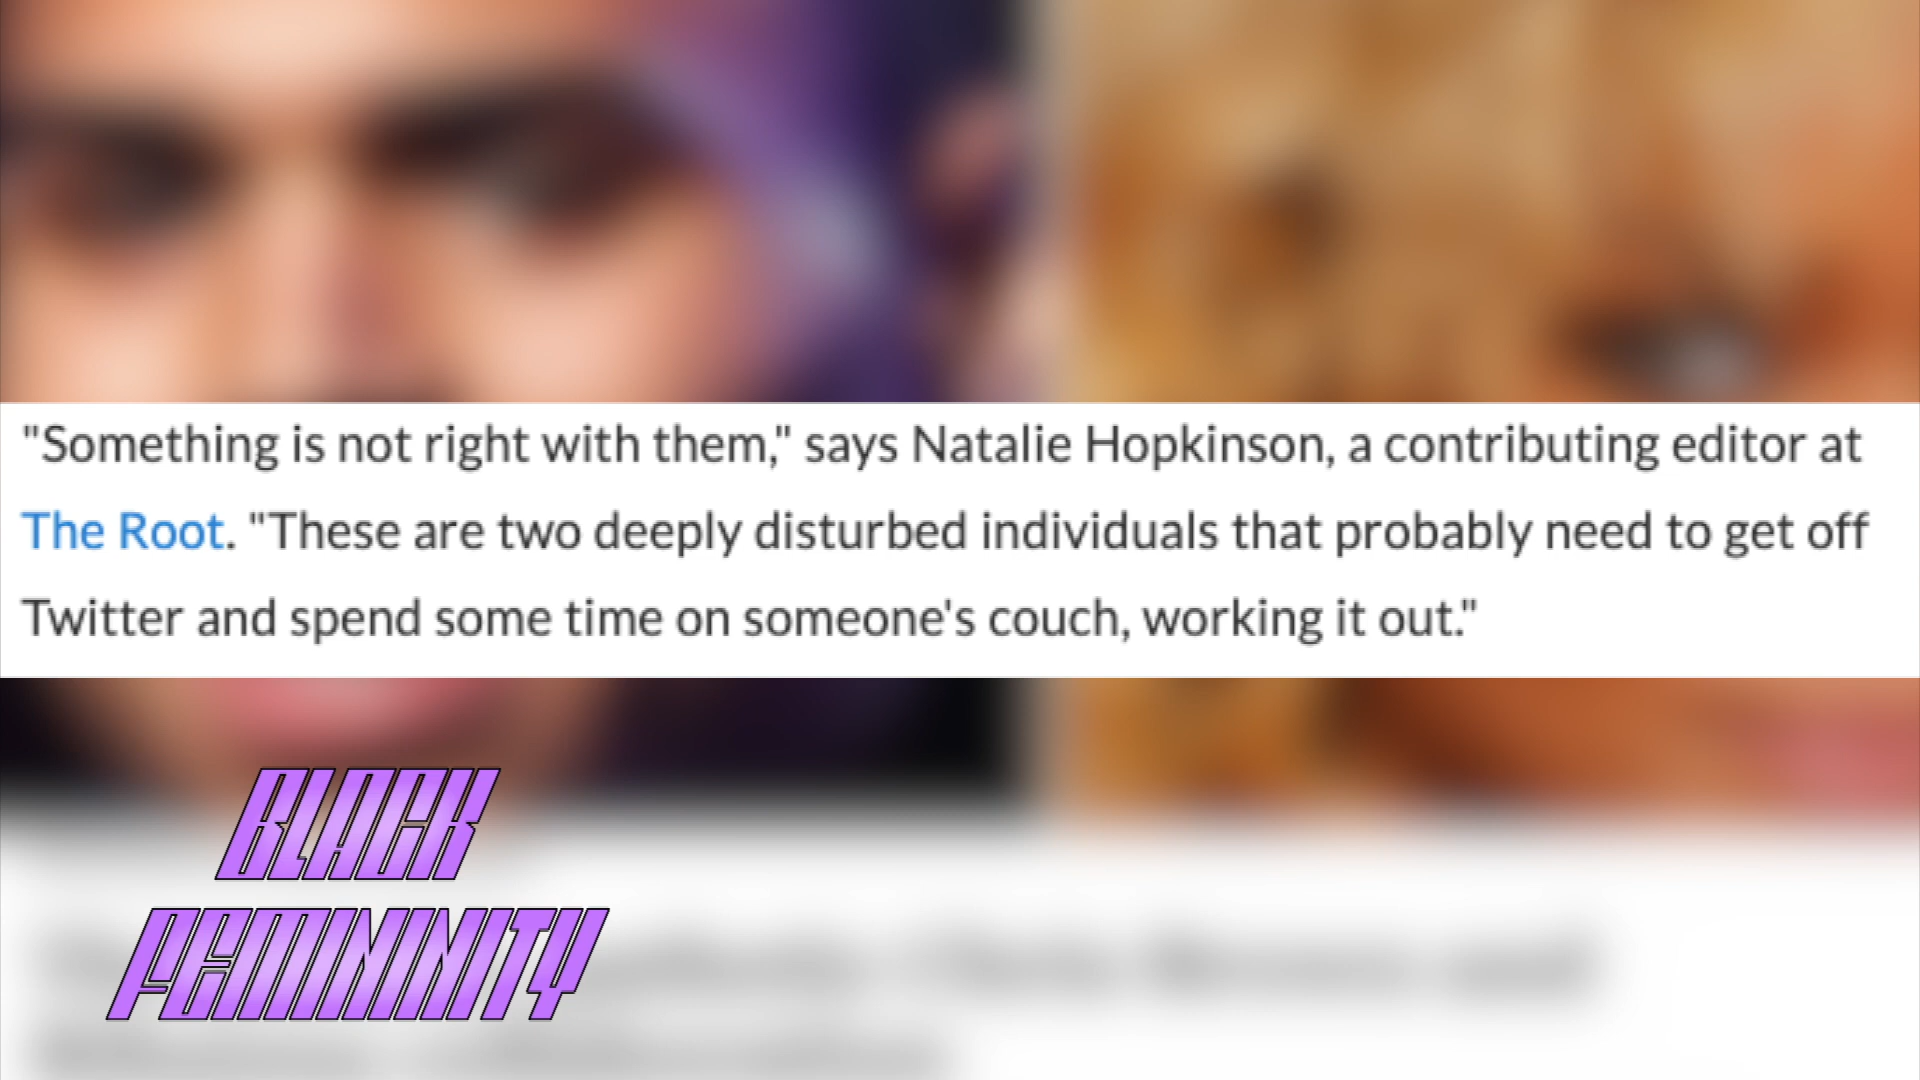 "Something is not right with them," says Natalie Hopkinson, a contributing editor at
The Root. "These are two deeply disturbed individuals that probably need to get off
Twitter and spend some time on someone's couch, working it out."
BLACK
FEMININITY